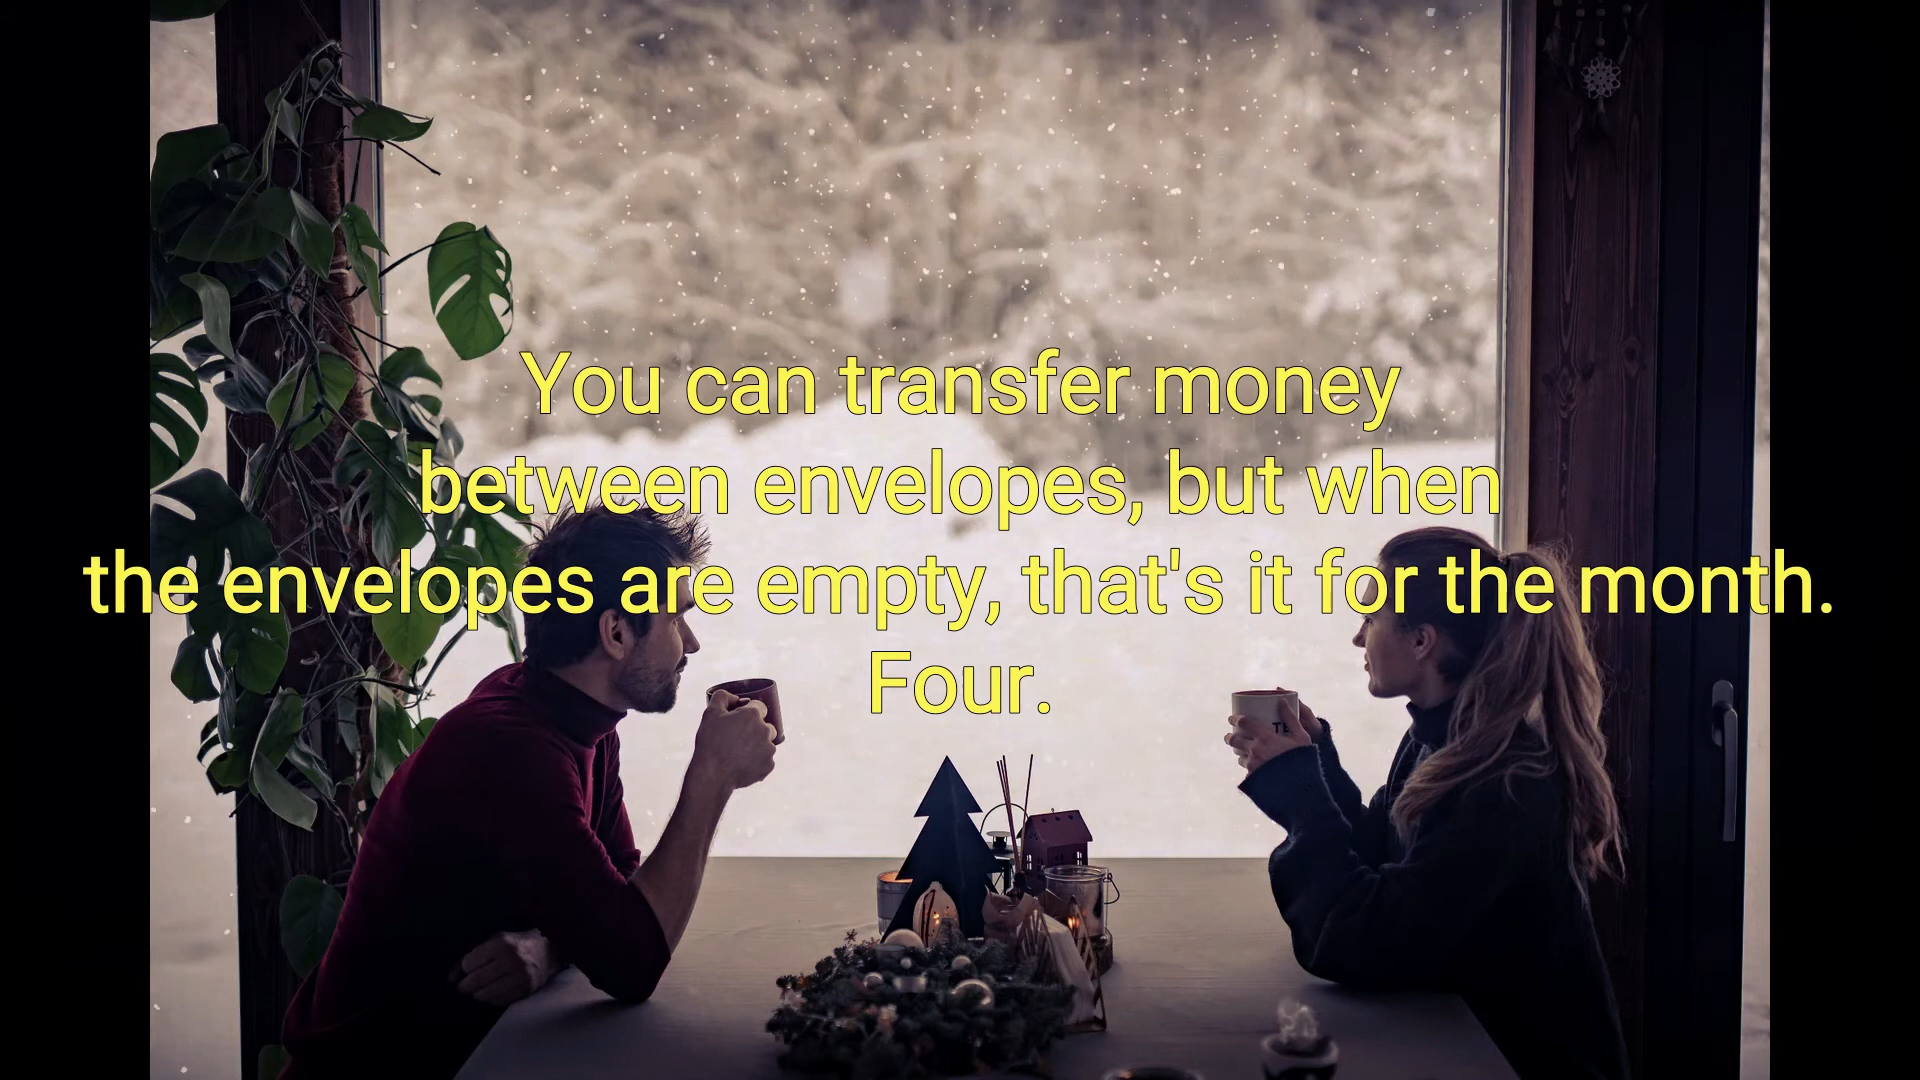 You can transfer money
between envelopes, but when
the envelopes are empty, that's it for the month.
Four.